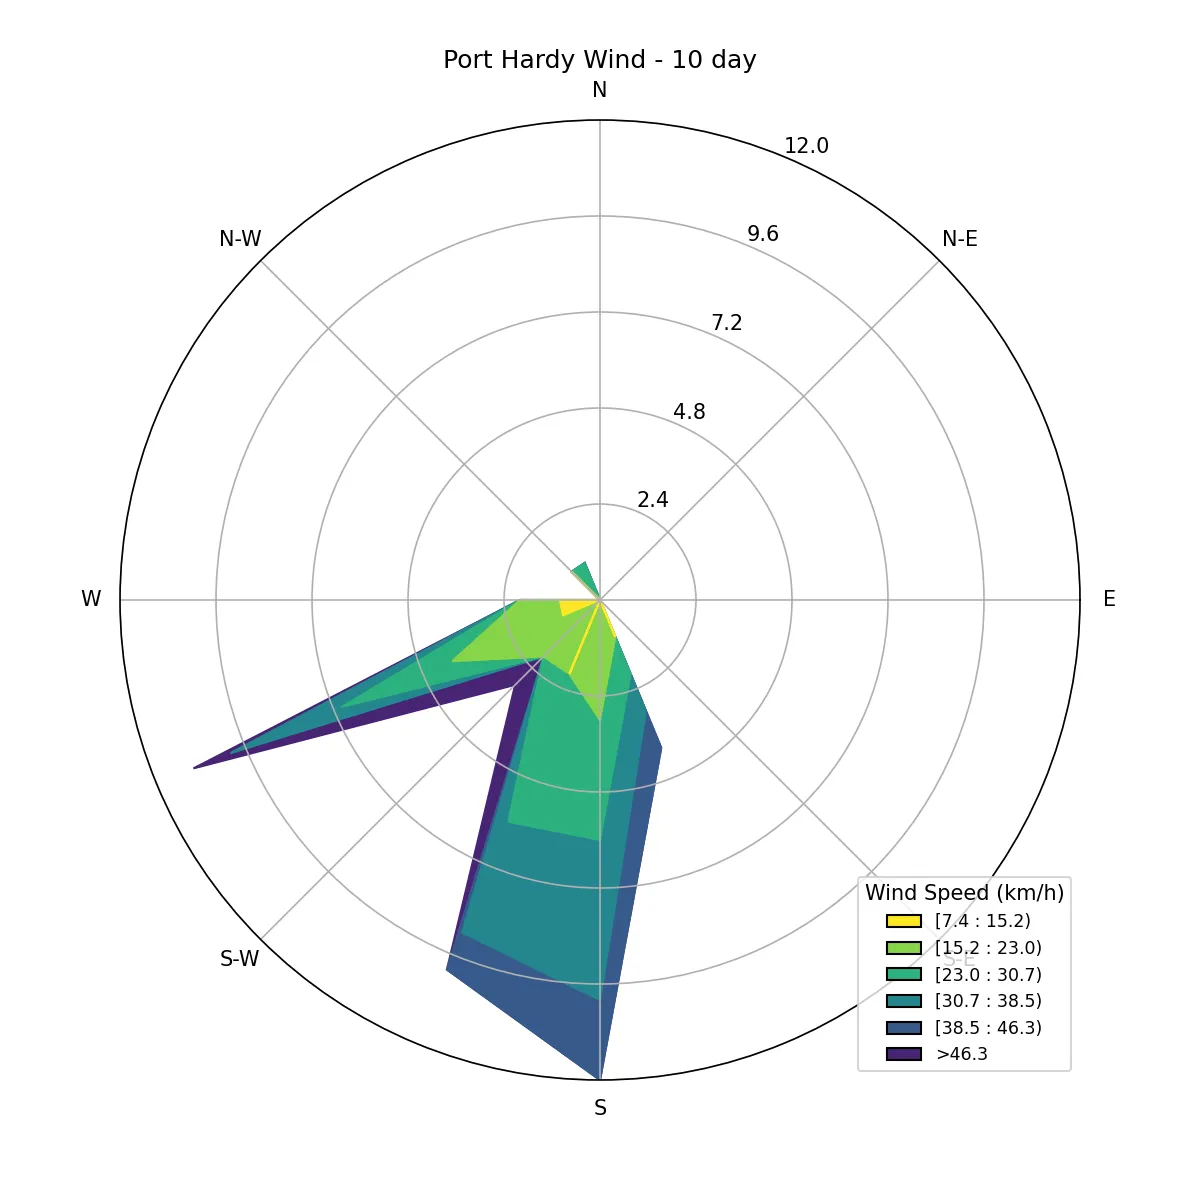 Port Hardy Wind - 10 day
N
12.0
N-W
9.6
N-E
7.2
4.8
2.4
W
E
S-W
S-E
S
Wind Speed (km/h)
[7.4 : 15.2)
[15.2 : 23.0)
[23.0 : 30.7)
[30.7 : 38.5)
[38.5 : 46.3)
>46.3